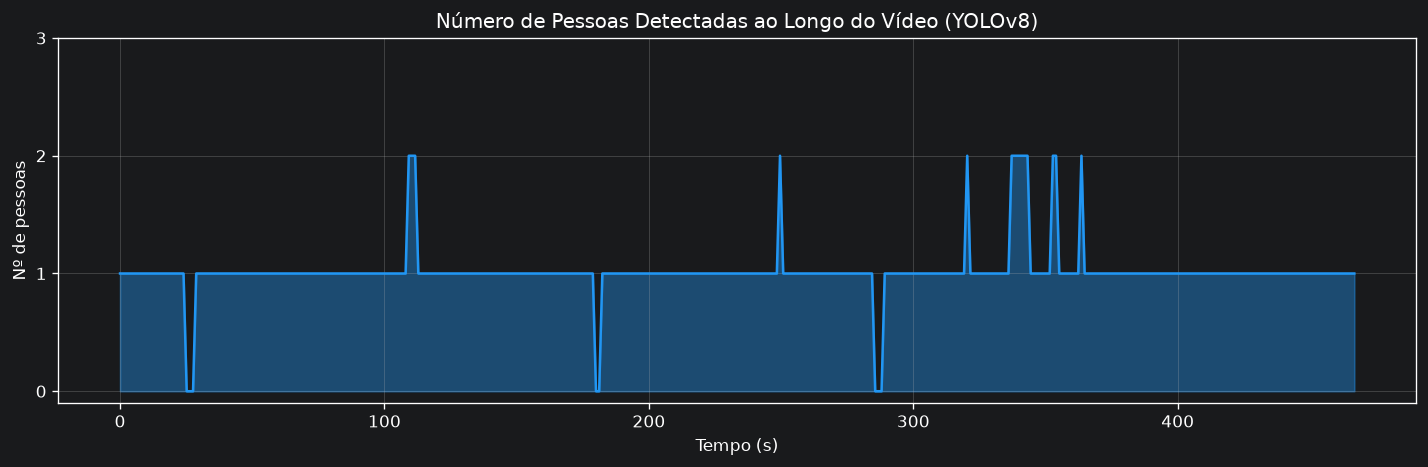 Número de Pessoas Detectadas ao Longo do Vídeo (YOLOv8)
Nº de pessoas
3
2
1
0
0 100 200 300 400
Tempo (s)